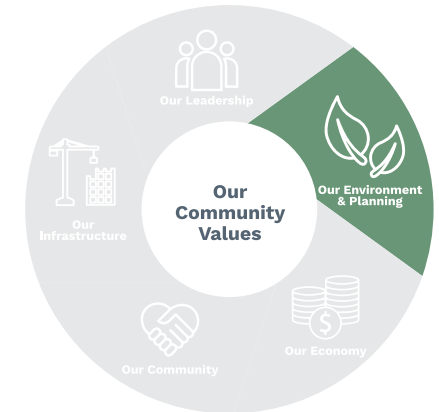 Our Leadership
Our Environment
& Planning
Our
Community
Values
Our
Infrastructure
$
Our Economy
Our Community